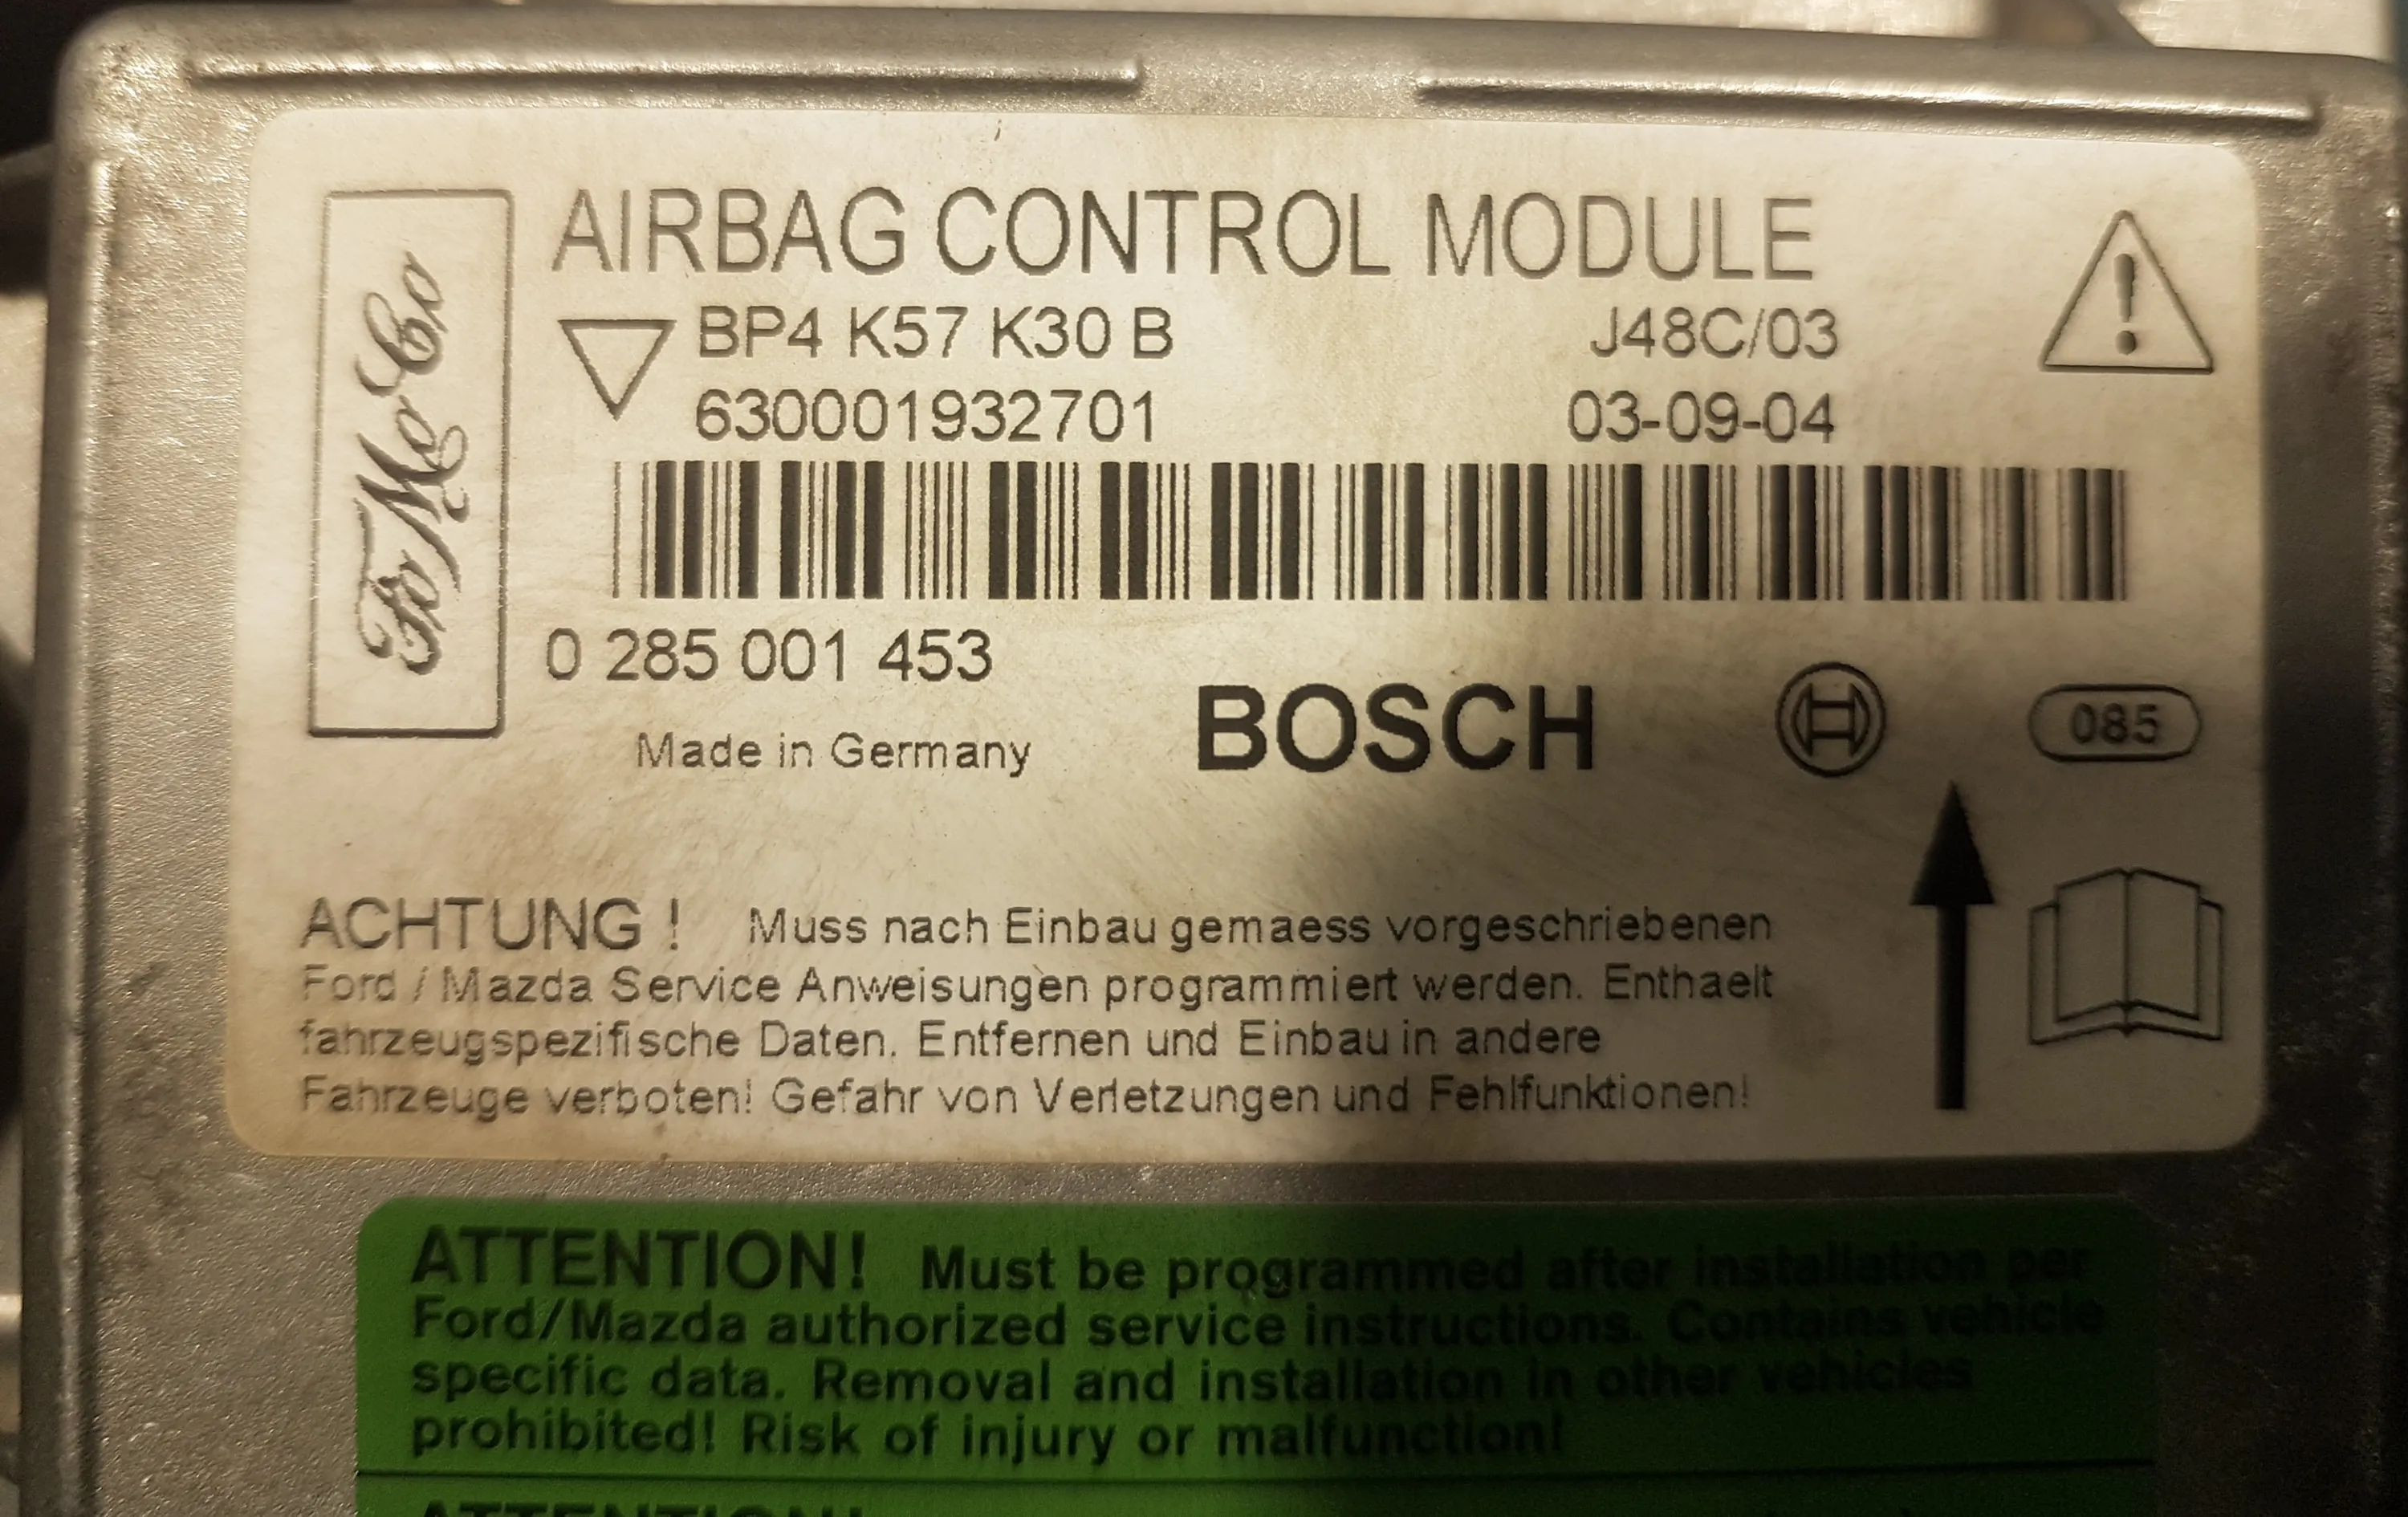 FoMoCo
AIRBAG CONTROL MODULE
BP4 K57 K30 B J48C/03
630001932701 03-09-04
0 285 001 453
Made in Germany BOSCH 085
ACHTUNG ! Muss nach Einbau gemaess vorgeschriebenen
Ford / Mazda Service Anweisungen programmiert werden. Enthaelt
fahrzeugspezifische Daten. Entfernen und Einbau in andere
Fahrzeuge verboten! Gefahr von Verletzungen und Fehlfunktionen!
ATTENTION! Must be programmed after installation per
Ford/Mazda authorized service instructions. Contains vehicle
specific data. Removal and installation in other vehicles
prohibited! Risk of injury or malfunction!
ATTENTION!